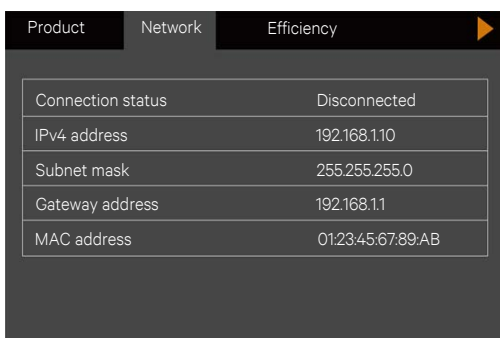 Product Network Efficiency
Connection status Disconnected
IPv4 address 192.168.1.10
Subnet mask 255.255.255.0
Gateway address 192.168.1.1
MAC address 01:23:45:67:89:AB